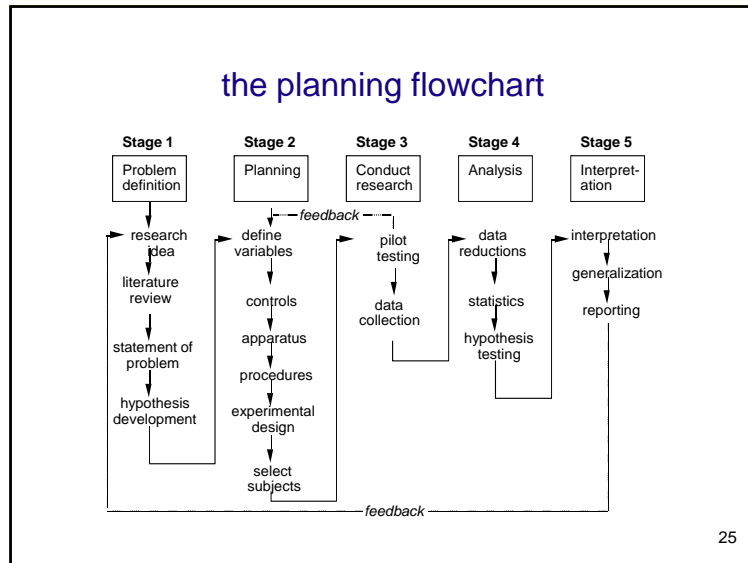 the planning flowchart
Stage 1
Problem
definition
research
idea
literature
review
statement of
problem
hypothesis
development
Stage 2
Planning
define
variables
controls
apparatus
procedures
experimental
design
select
subjects
Stage 3
Conduct
research
feedback
pilot
testing
data
collection
Stage 4
Analysis
data
reductions
statistics
hypothesis
testing
Stage 5
Interpret-
ation
interpretation
generalization
reporting
feedback
25